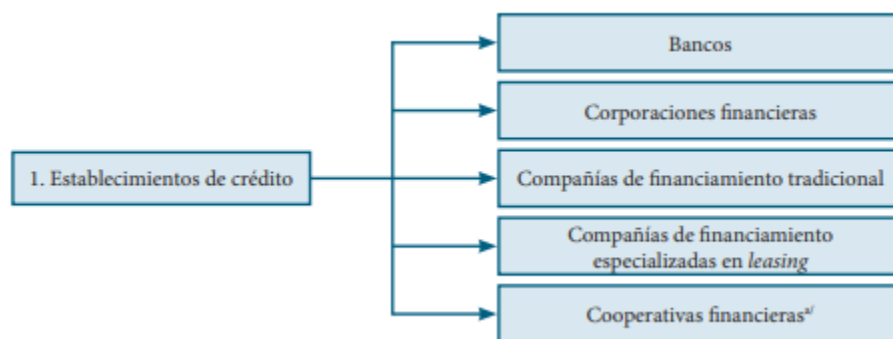 Bancos
Corporaciones financieras
1. Establecimientos de crédito
Compañías de financiamiento tradicional
Compañías de financiamiento
especializadas en leasing
Cooperativas financierasᵃ/